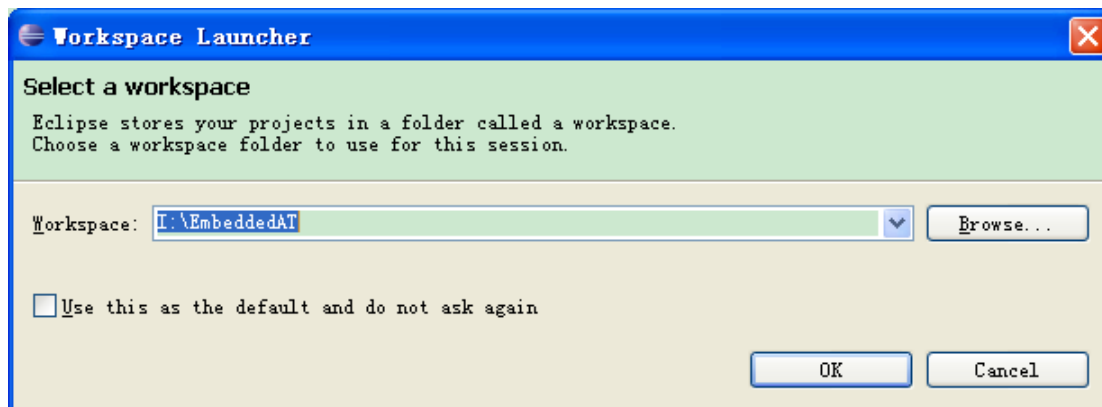 Workspace Launcher
Select a workspace
Eclipse stores your projects in a folder called a workspace.
Choose a workspace folder to use for this session.
Workspace: I:\EmbeddedAT Browse...
Use this as the default and do not ask again
OK Cancel